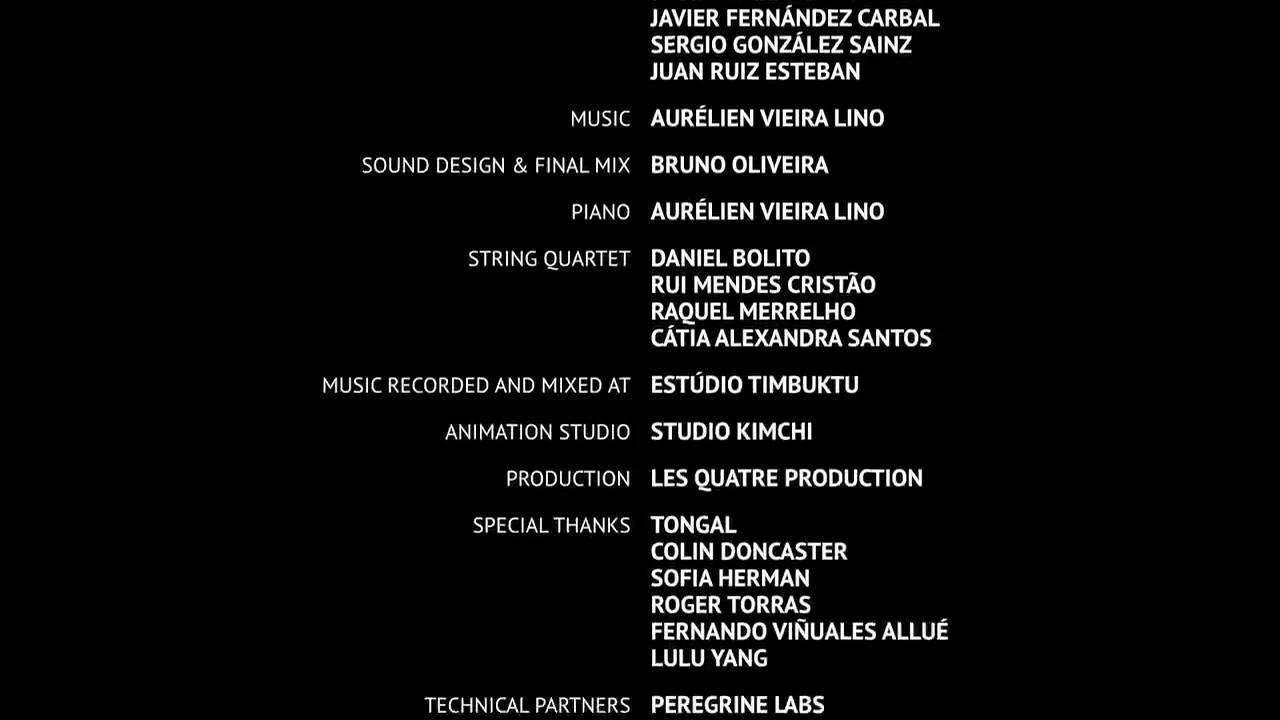 JAVIER FERNÁNDEZ CARBAL
SERGIO GONZÁLEZ SAINZ
JUAN RUIZ ESTEBAN
MUSIC AURÉLIEN VIEIRA LINO
SOUND DESIGN & FINAL MIX BRUNO OLIVEIRA
PIANO AURÉLIEN VIEIRA LINO
STRING QUARTET DANIEL BOLITO
RUI MENDES CRISTÃO
RAQUEL MERRELHO
CÁTIA ALEXANDRA SANTOS
MUSIC RECORDED AND MIXED AT ESTÚDIO TIMBUKTU
ANIMATION STUDIO STUDIO KIMCHI
PRODUCTION LES QUATRE PRODUCTION
SPECIAL THANKS TONGAL
COLIN DONCASTER
SOFIA HERMAN
ROGER TORRAS
FERNANDO VIÑUALES ALLUÉ
LULU YANG
TECHNICAL PARTNERS PEREGRINE LABS